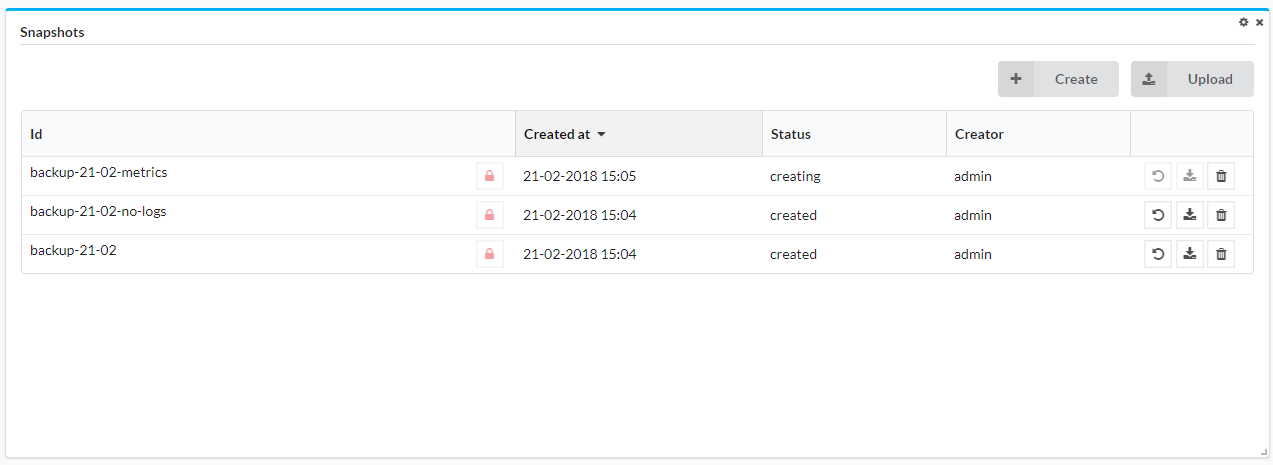 Snapshots
Create Upload
Id Created at Status Creator
backup-21-02-metrics 21-02-2018 15:05 creating admin
backup-21-02-no-logs 21-02-2018 15:04 created admin
backup-21-02 21-02-2018 15:04 created admin